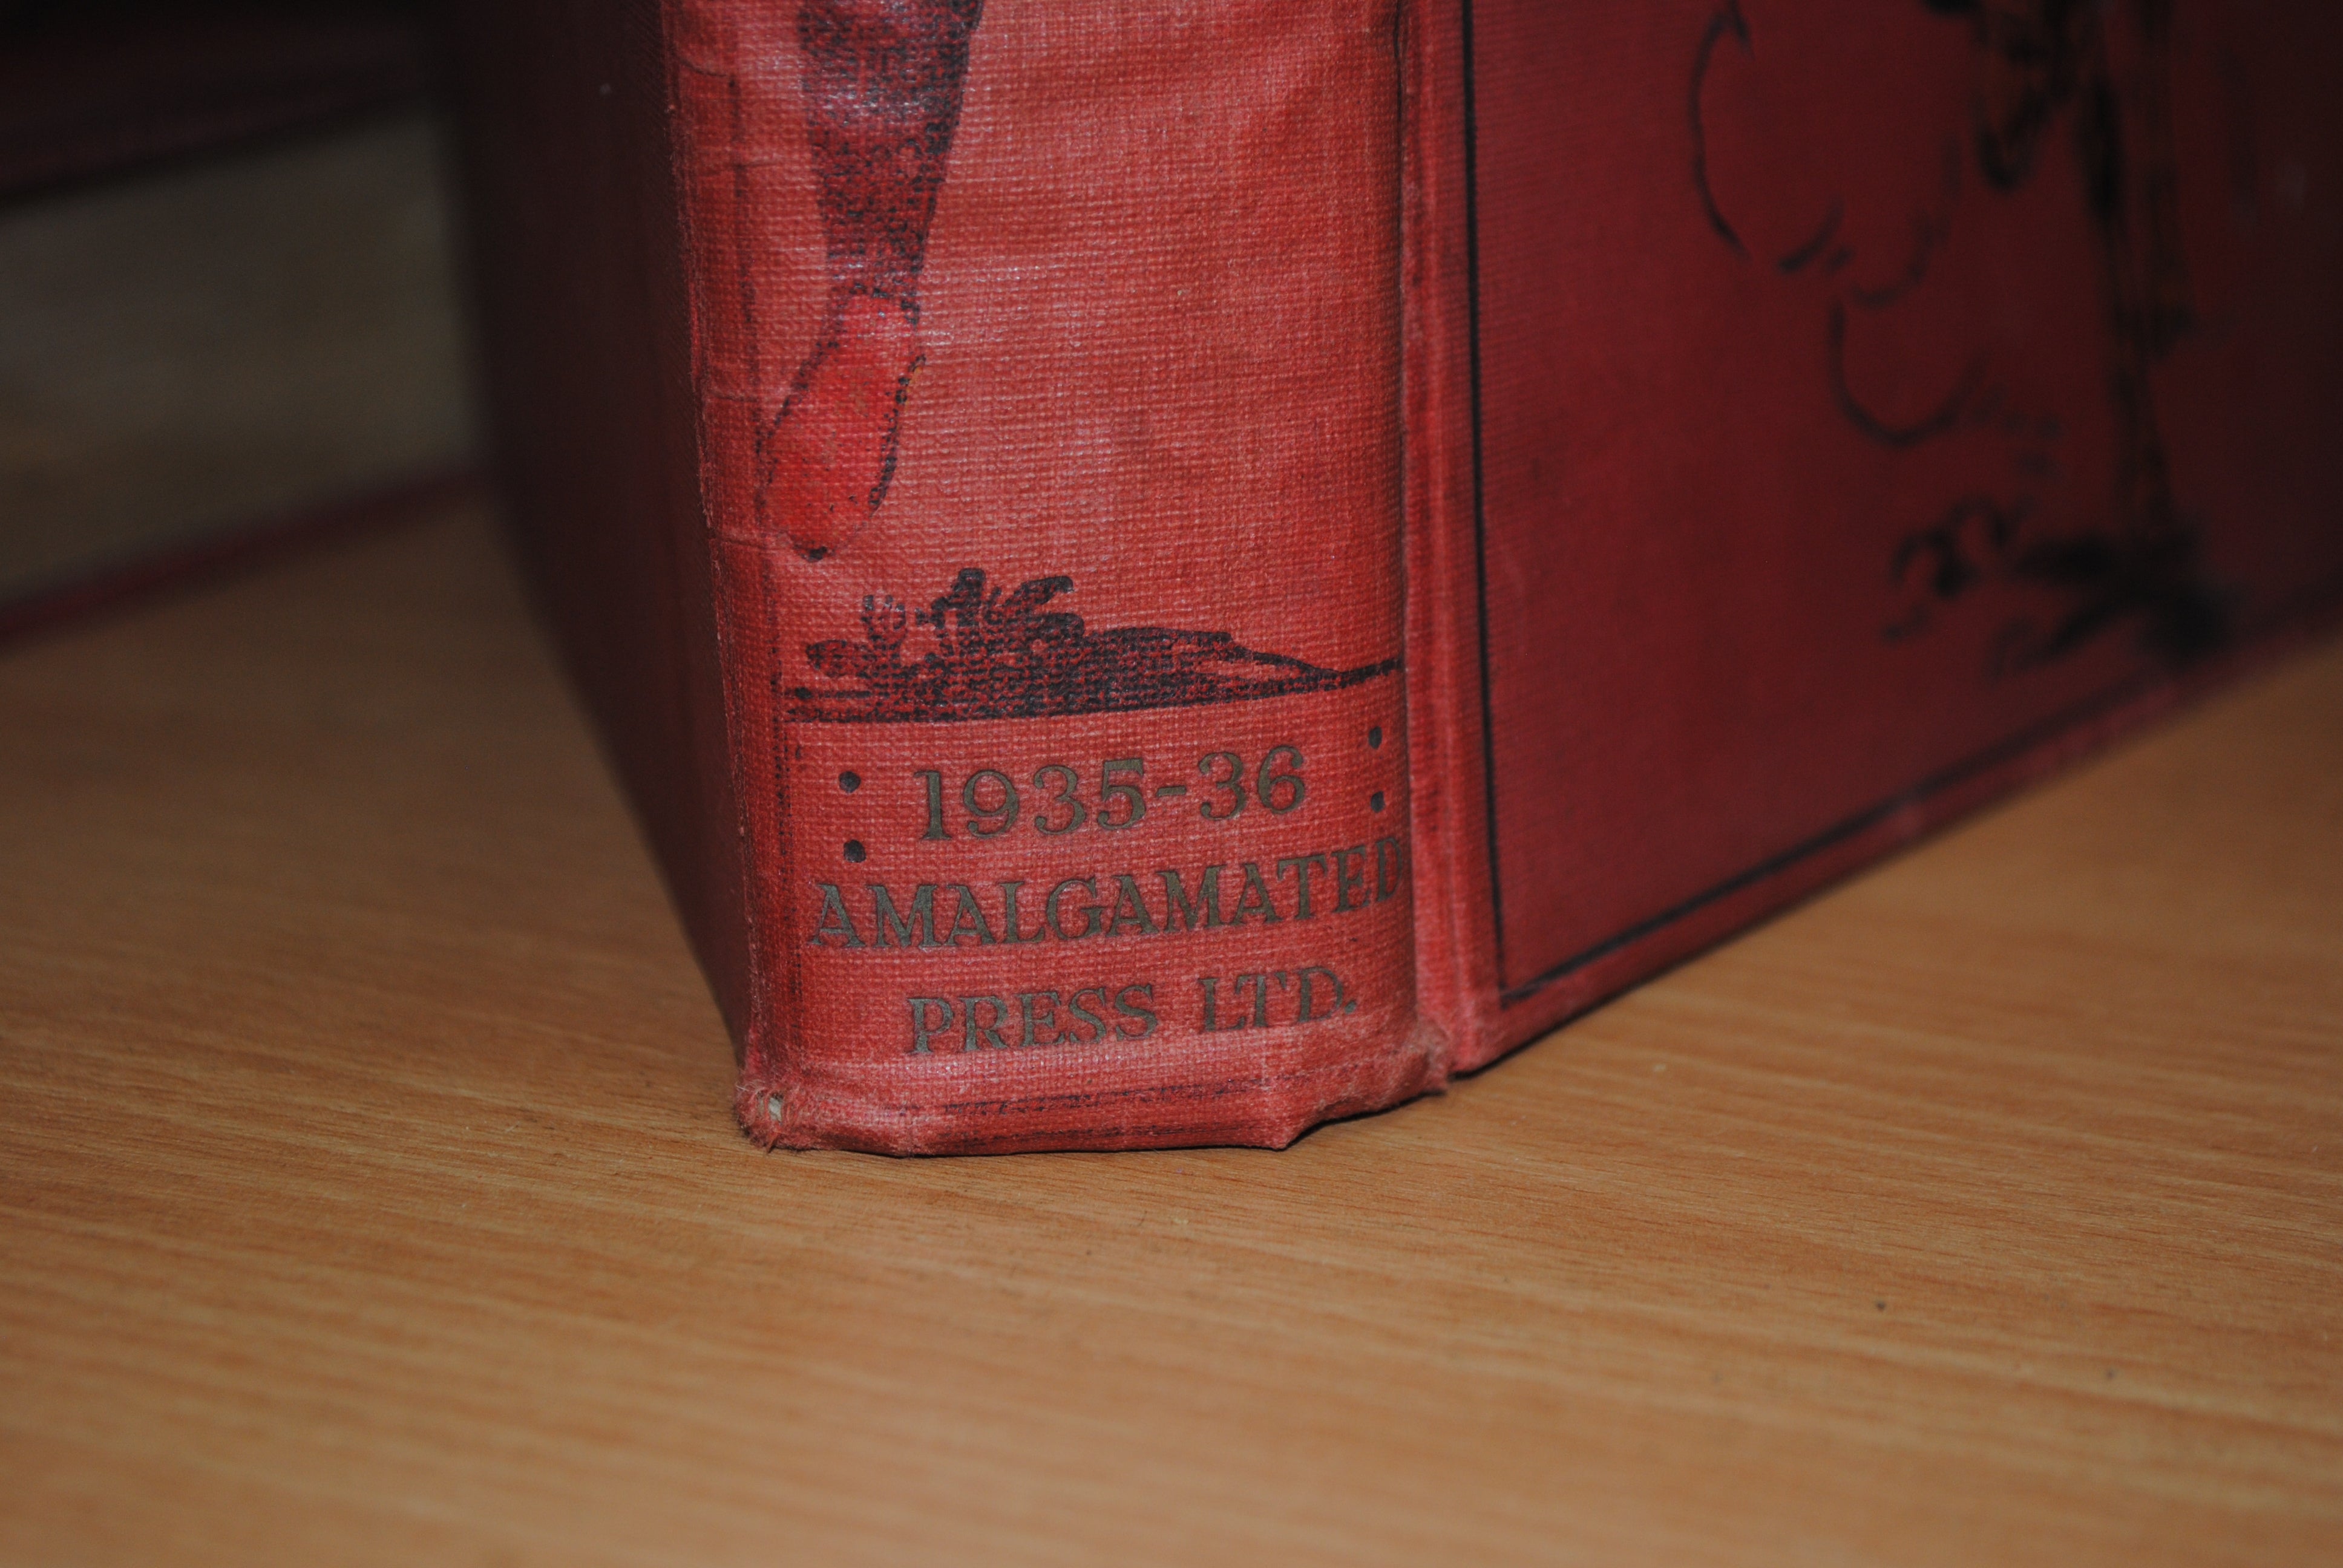 1935-36
AMALGAMATED
PRESS LTD.